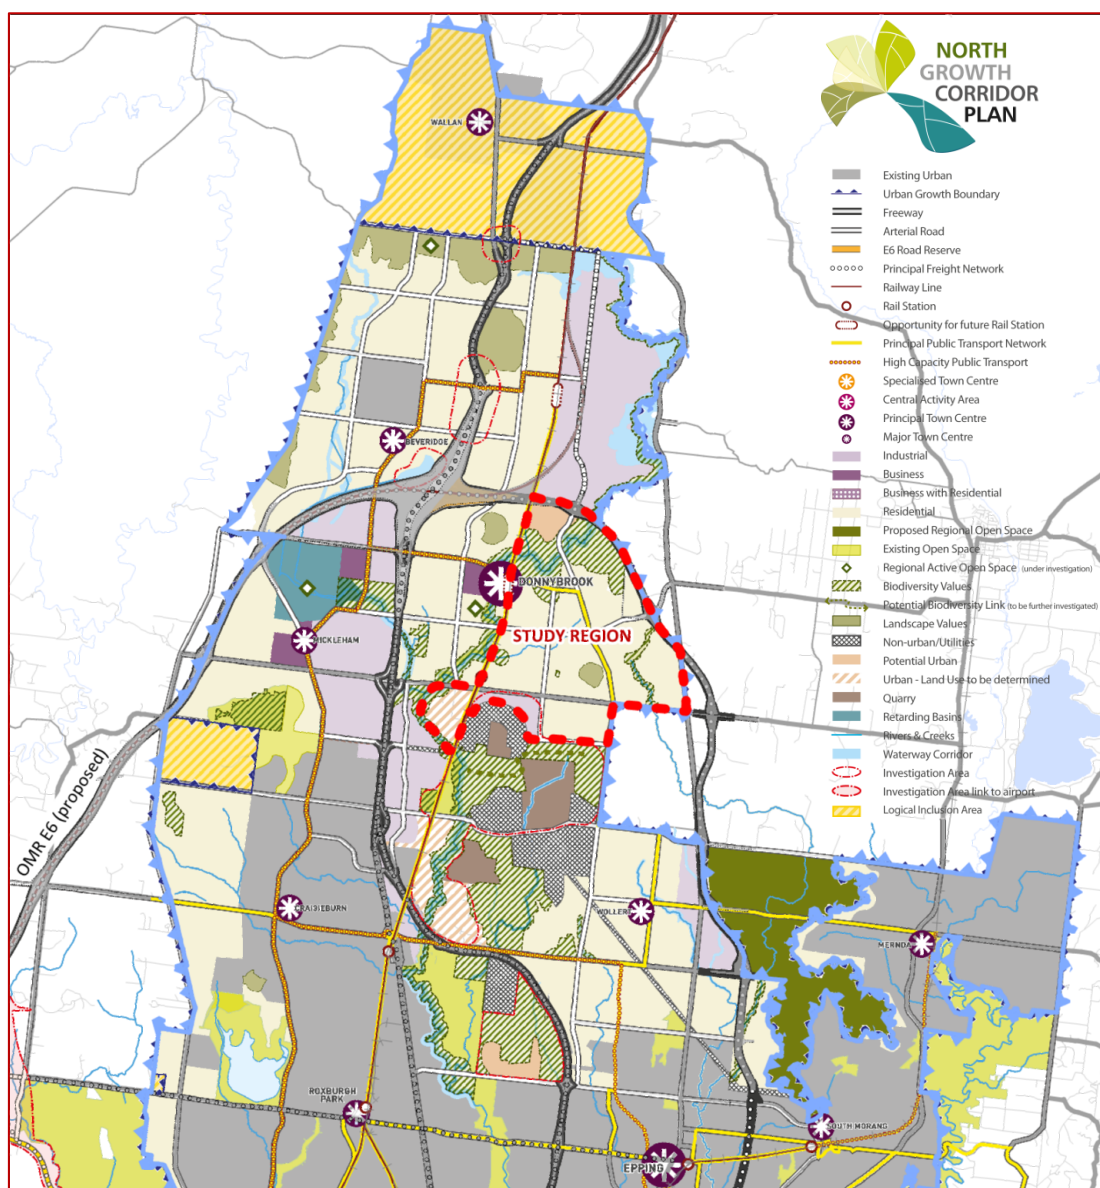 NORTH
GROWTH
CORRIDOR
PLAN
Existing Urban
Urban Growth Boundary
Freeway
Arterial Road
E6 Road Reserve
Principal Freight Network
Railway Line
Rail Station
Opportunity for future Rail Station
Principal Public Transport Network
High Capacity Public Transport
Specialised Town Centre
Central Activity Area
Principal Town Centre
Major Town Centre
Industrial
Business
Business with Residential
Residential
Proposed Regional Open Space
Existing Open Space
Regional Active Open Space (under investigation)
Biodiversity Values
Potential Biodiversity Link (to be further investigated)
Landscape Values
Non-urban/Utilities
Potential Urban
Urban - Land Use to be determined
Quarry
Retarding Basins
Rivers & Creeks
Waterway Corridor
Investigation Area
Investigation Area link to airport
Logical Inclusion Area
WALLAN
BEVERIDGE
DONNYBROOK
STUDY REGION
MICKLEHAM
OMR E6 (proposed)
CRAIGIEBURN
WOLLERT
MERNDA
ROXBURGH
PARK
SOUTH MORANG
EPPING